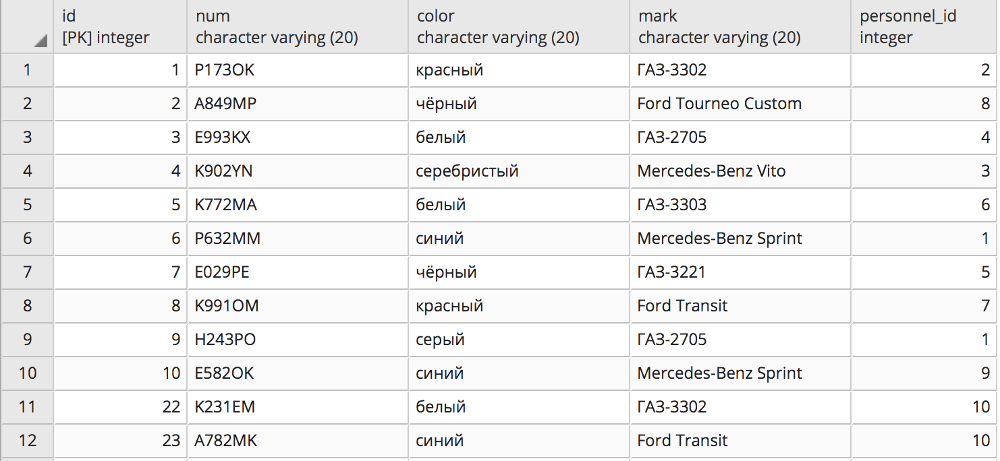 id num color mark personnel_id
[PK] integer character varying (20) character varying (20) character varying (20) integer
1 1 P173OK красный ГАЗ-3302 2
2 2 A849MP чёрный Ford Tourneo Custom 8
3 3 E993KX белый ГАЗ-2705 4
4 4 K902YN серебристый Mercedes-Benz Vito 3
5 5 K772MA белый ГАЗ-3303 6
6 6 P632MM синий Mercedes-Benz Sprint 1
7 7 E029PE чёрный ГАЗ-3221 5
8 8 K991OM красный Ford Transit 7
9 9 H243PO серый ГАЗ-2705 1
10 10 E582OK синий Mercedes-Benz Sprint 9
11 22 K231EM белый ГАЗ-3302 10
12 23 A782MK синий Ford Transit 10